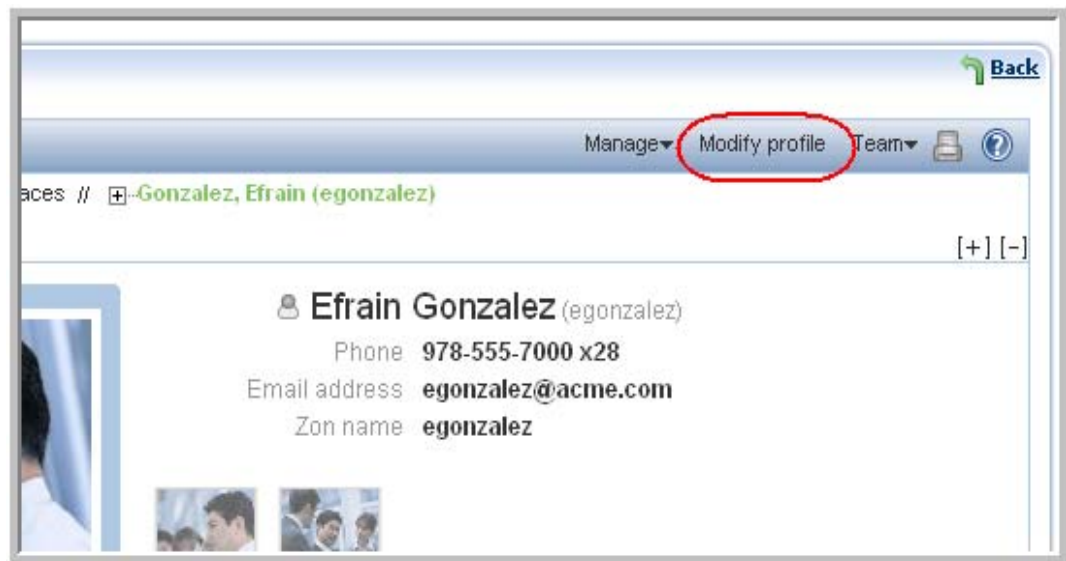 Back
Manage Modify profile Team
aces // Gonzalez, Efrain (egonzalez)
[+] [-]
Efrain Gonzalez (egonzalez)
Phone 978-555-7000 x28
Email address egonzalez@acme.com
Zon name egonzalez